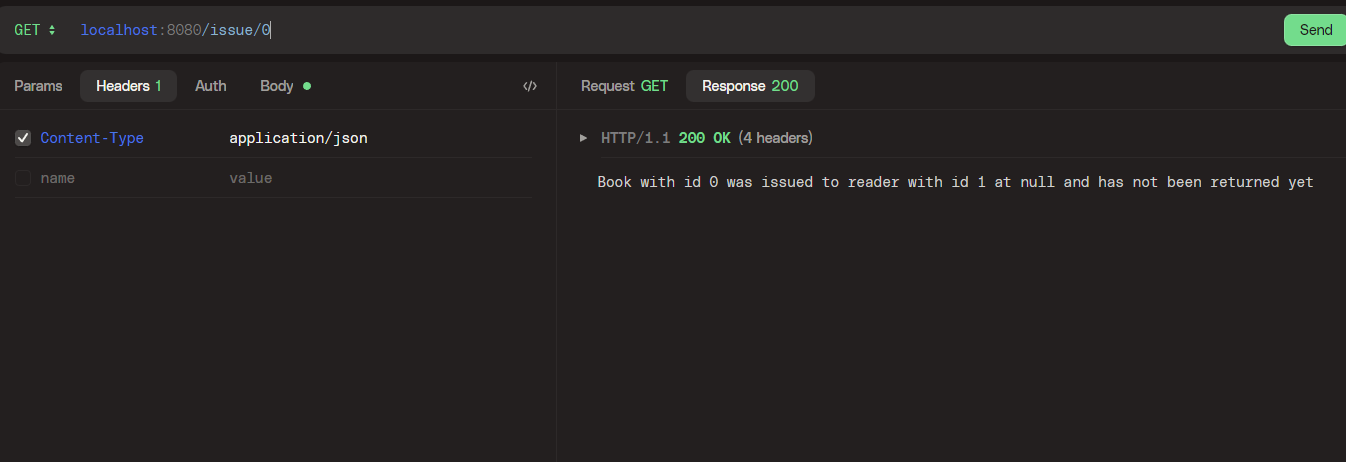 GET localhost:8080/issue/0 Send
Params Headers 1 Auth Body </> Request GET Response 200
Content-Type application/json
name value
HTTP/1.1 200 OK (4 headers)
Book with id 0 was issued to reader with id 1 at null and has not been returned yet